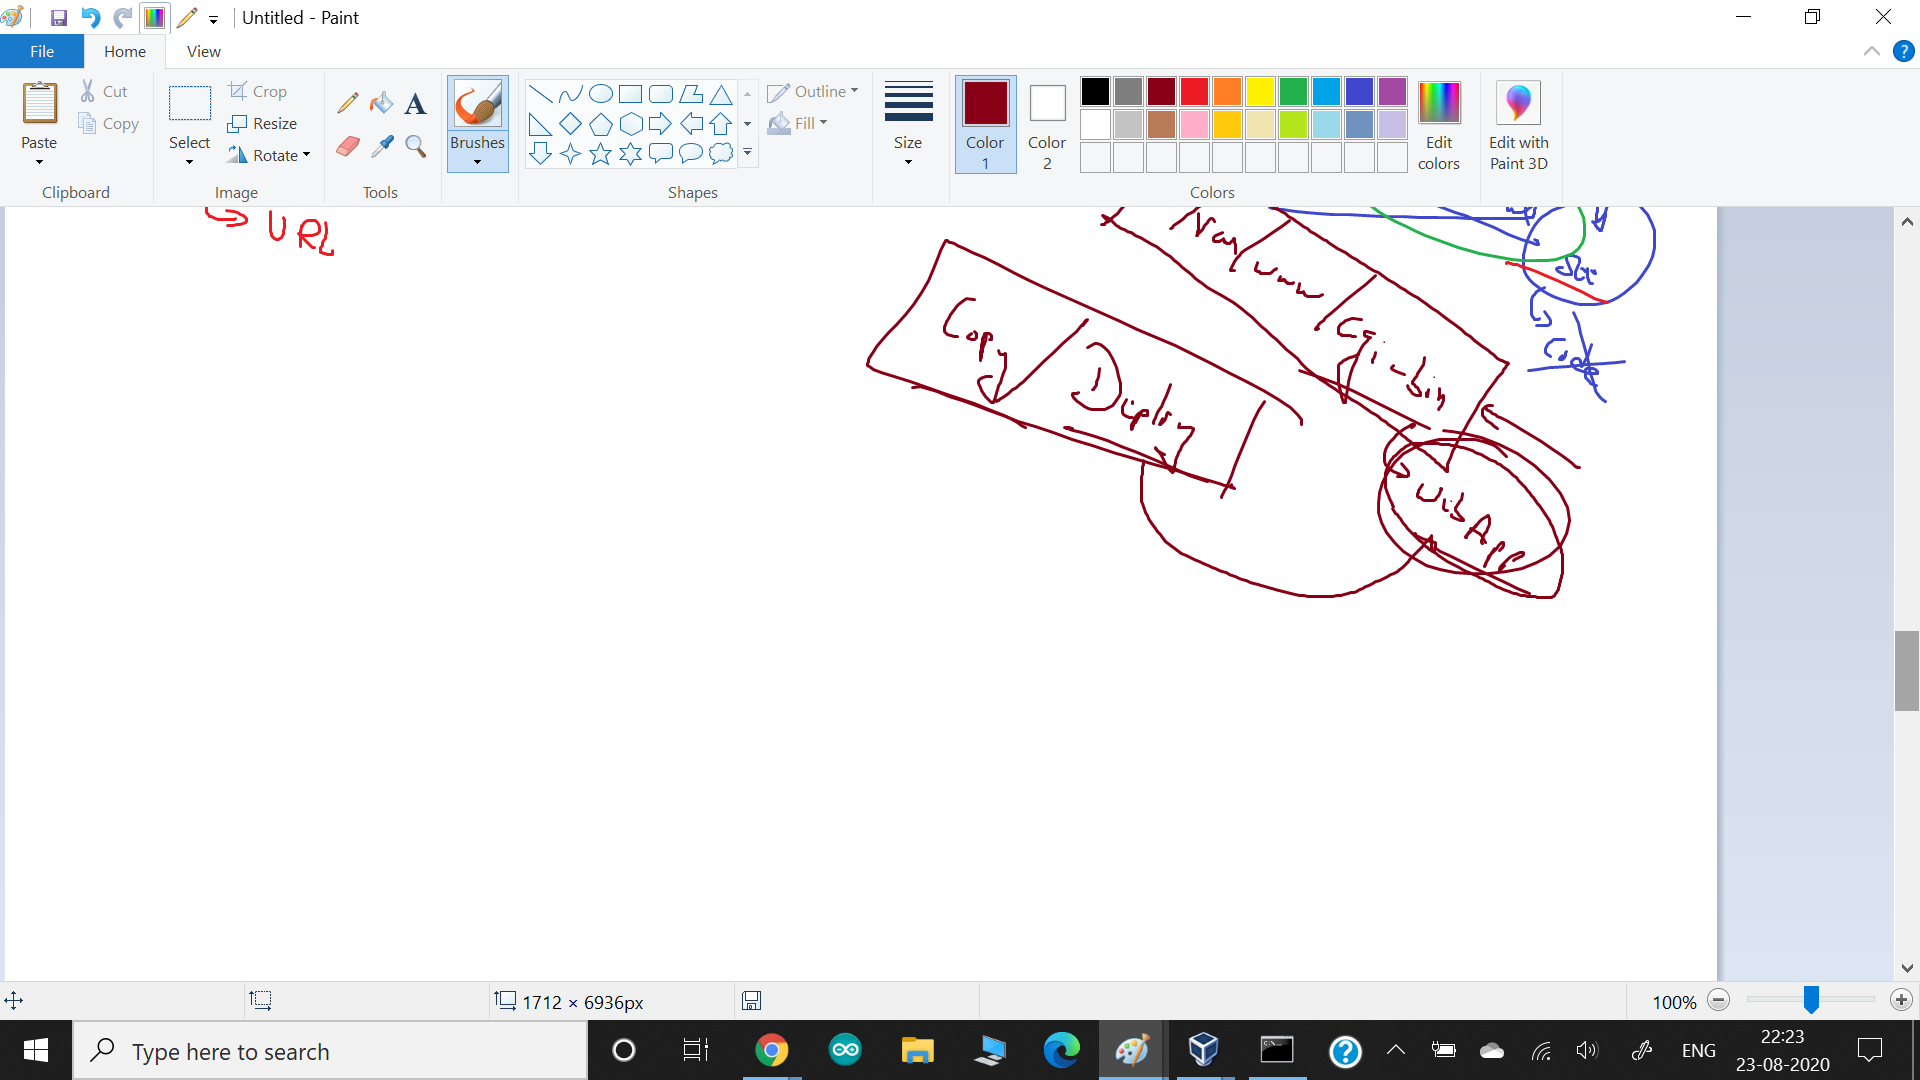 Untitled - Paint
File Home View
Paste
Cut
Copy
Clipboard
Select
Crop
Resize
Rotate
Image
Tools
Brushes
Shapes
Outline
Fill
Size
Color 1
Color 2
Colors
Edit colors
Edit with Paint 3D
URL
Copy
www
cgi-bin
WebApp
1712 × 6936px
100%
Type here to search
ENG
22:23
23-08-2020